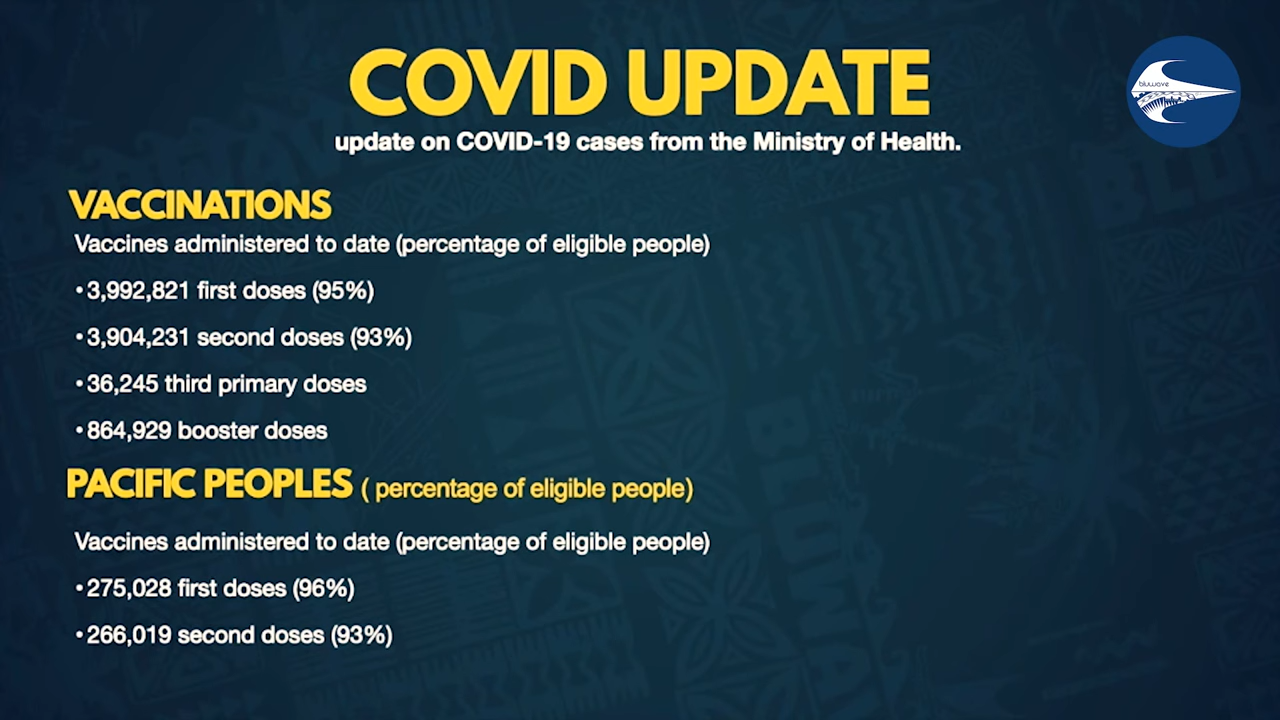 COVID UPDATE
bluwave
update on COVID-19 cases from the Ministry of Health.
VACCINATIONS
Vaccines administered to date (percentage of eligible people)
• 3,992,821 first doses (95%)
• 3,904,231 second doses (93%)
• 36,245 third primary doses
• 864,929 booster doses
PACIFIC PEOPLES ( percentage of eligible people)
Vaccines administered to date (percentage of eligible people)
• 275,028 first doses (96%)
• 266,019 second doses (93%)